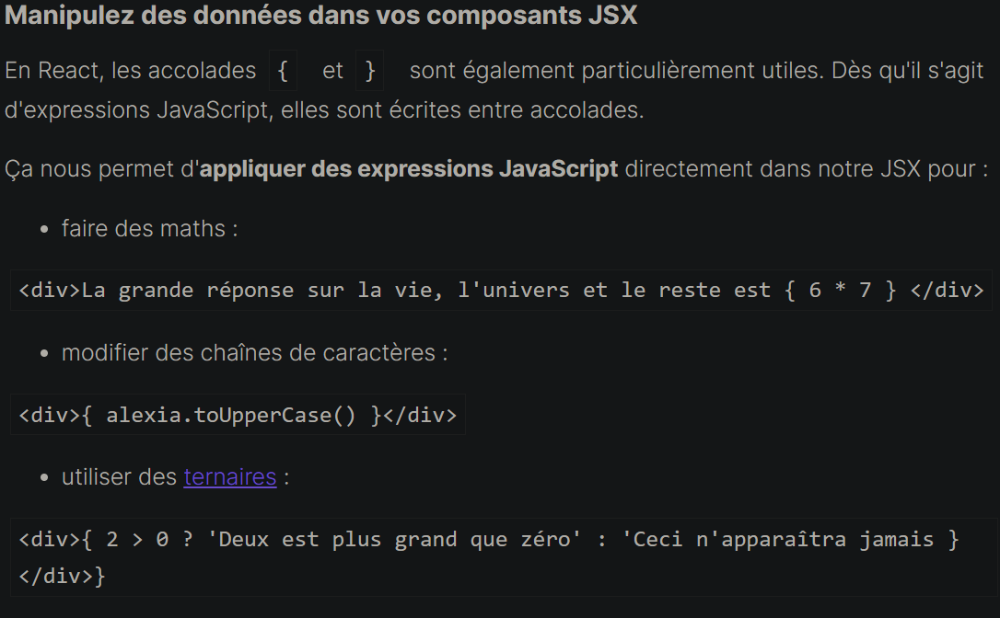 Manipulez des données dans vos composants JSX
En React, les accolades { et } sont également particulièrement utiles. Dès qu'il s'agit
d'expressions JavaScript, elles sont écrites entre accolades.
Ça nous permet d'appliquer des expressions JavaScript directement dans notre JSX pour :
• faire des maths :
<div>La grande réponse sur la vie, l'univers et le reste est { 6 * 7 } </div>
• modifier des chaînes de caractères :
<div>{ alexia.toUpperCase() }</div>
• utiliser des ternaires :
<div>{ 2 > 0 ? 'Deux est plus grand que zéro' : 'Ceci n'apparaîtra jamais }
</div>}